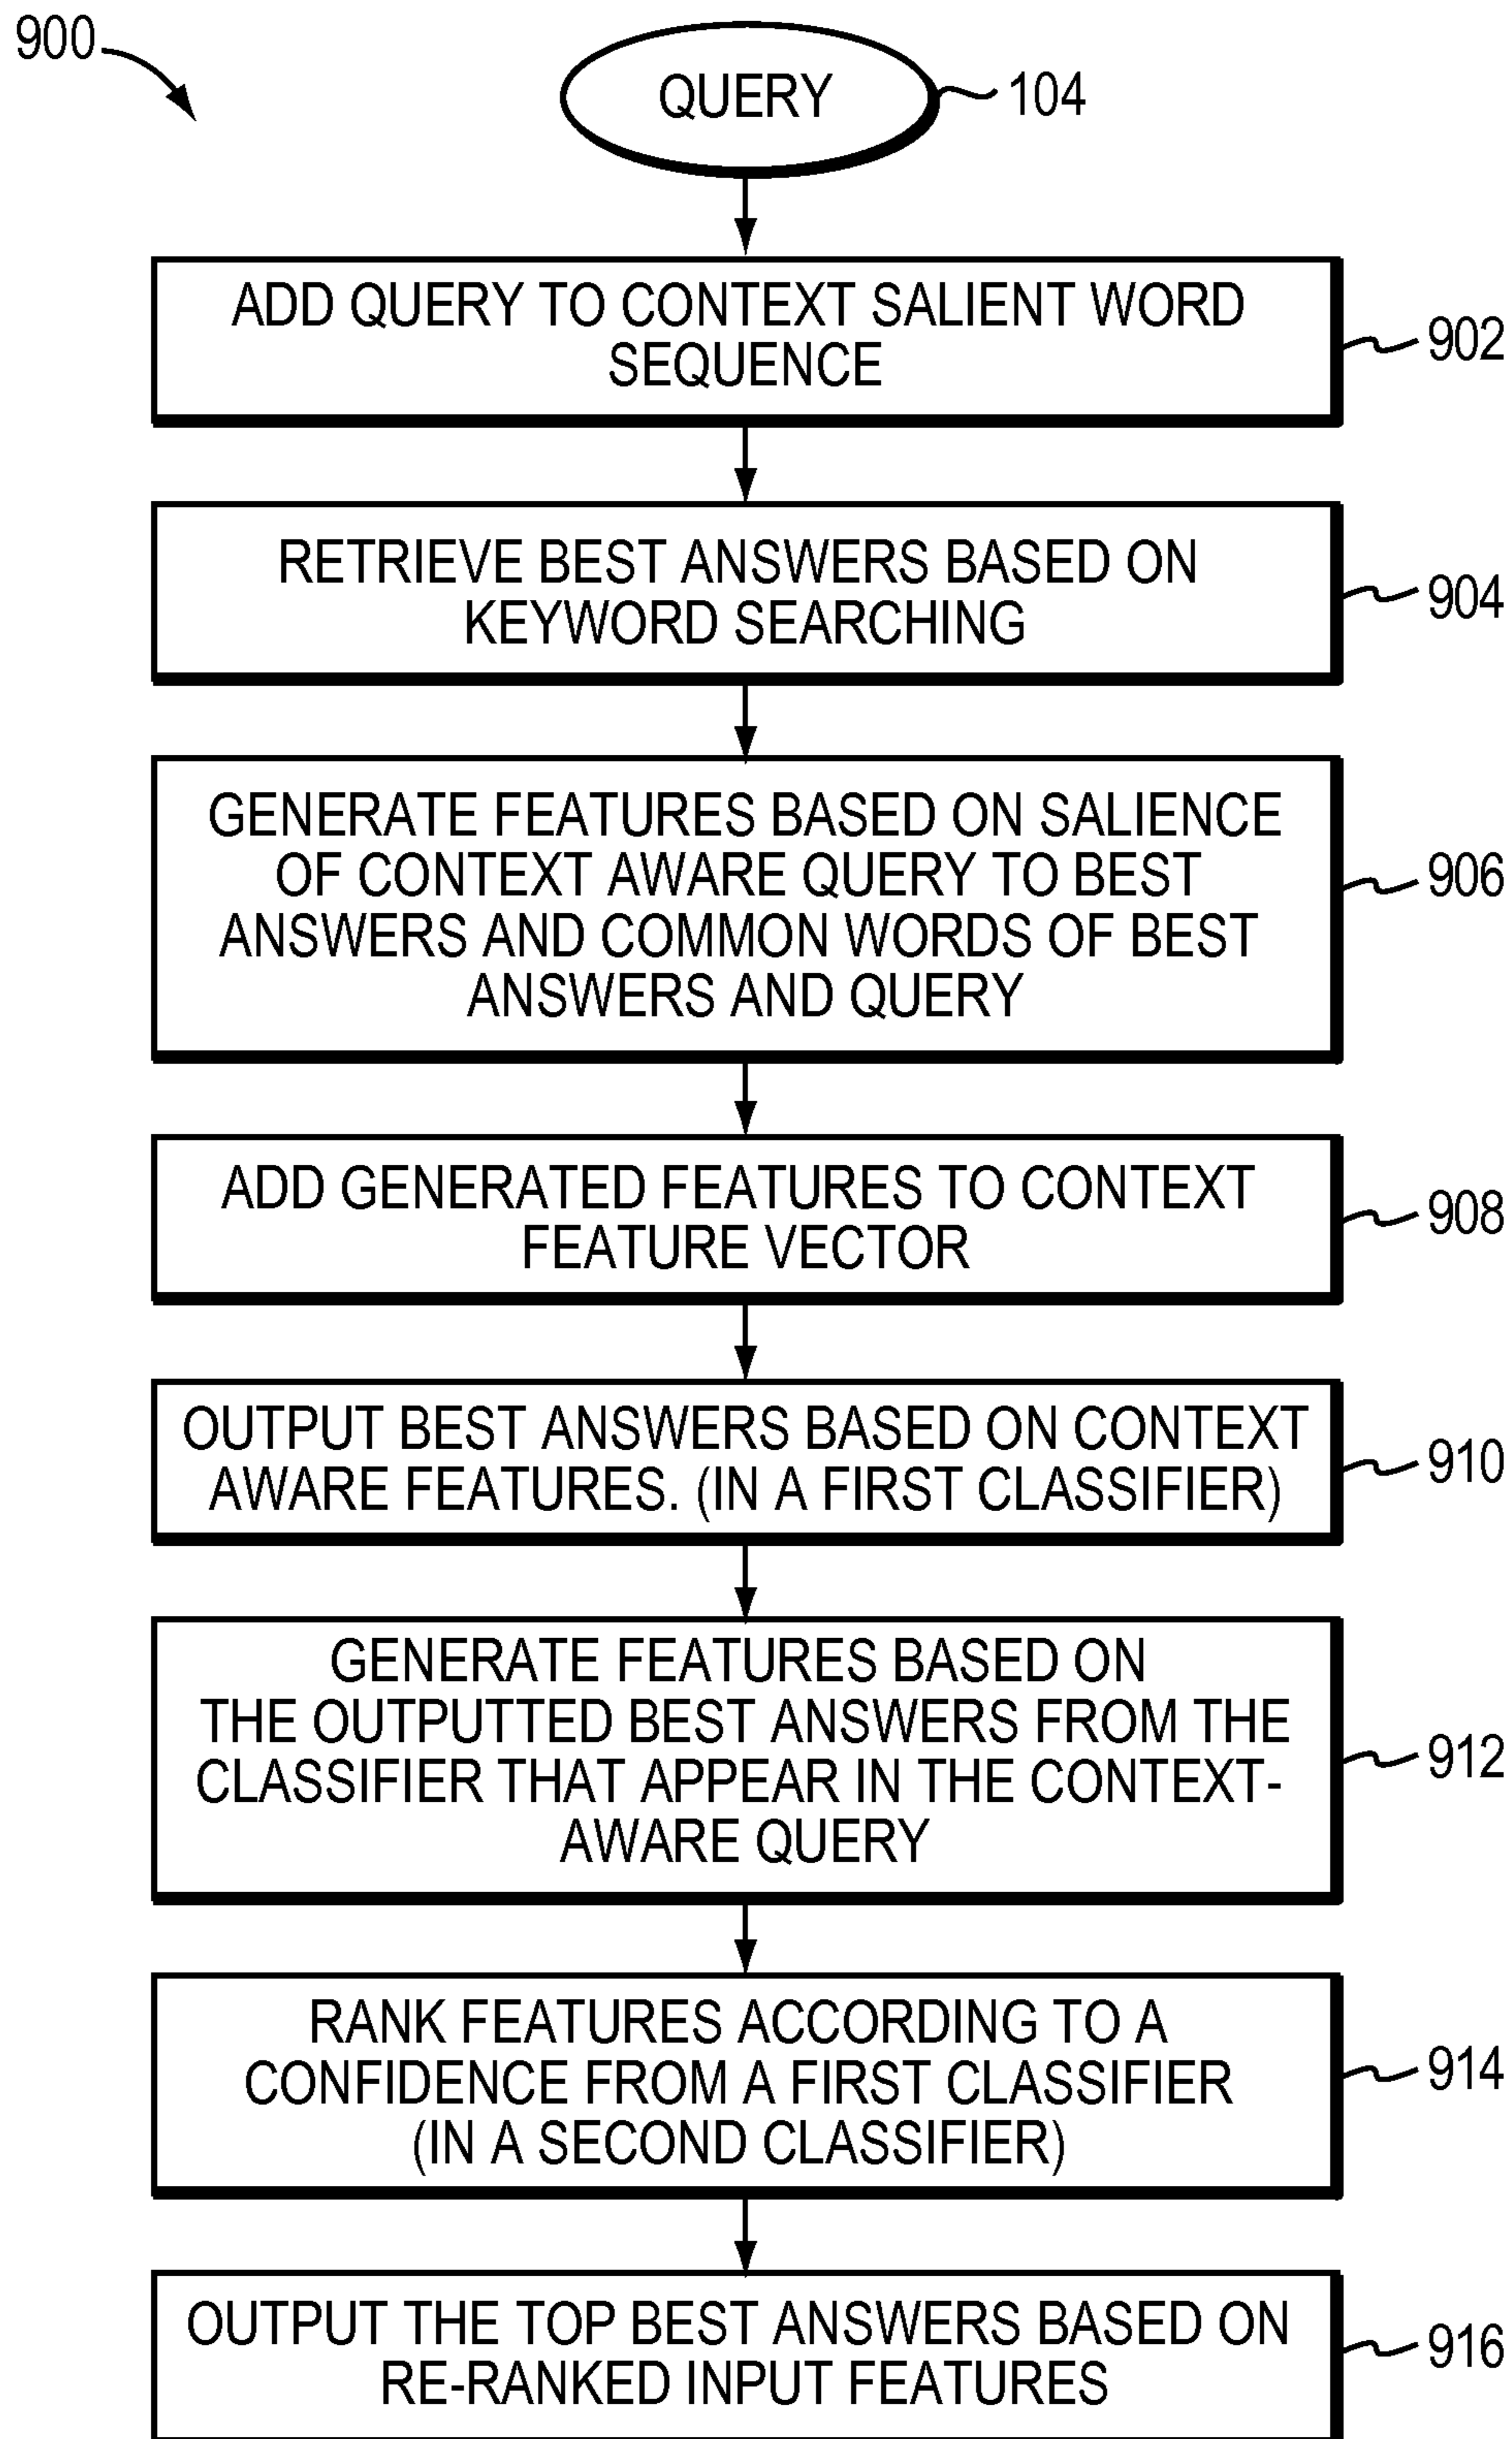 900
QUERY
104
ADD QUERY TO CONTEXT SALIENT WORD
SEQUENCE
902
RETRIEVE BEST ANSWERS BASED ON
KEYWORD SEARCHING
904
GENERATE FEATURES BASED ON SALIENCE
OF CONTEXT AWARE QUERY TO BEST
ANSWERS AND COMMON WORDS OF BEST
ANSWERS AND QUERY
906
ADD GENERATED FEATURES TO CONTEXT
FEATURE VECTOR
908
OUTPUT BEST ANSWERS BASED ON CONTEXT
AWARE FEATURES. (IN A FIRST CLASSIFIER)
910
GENERATE FEATURES BASED ON
THE OUTPUTTED BEST ANSWERS FROM THE
CLASSIFIER THAT APPEAR IN THE CONTEXT-
AWARE QUERY
912
RANK FEATURES ACCORDING TO A
CONFIDENCE FROM A FIRST CLASSIFIER
(IN A SECOND CLASSIFIER)
914
OUTPUT THE TOP BEST ANSWERS BASED ON
RE-RANKED INPUT FEATURES
916